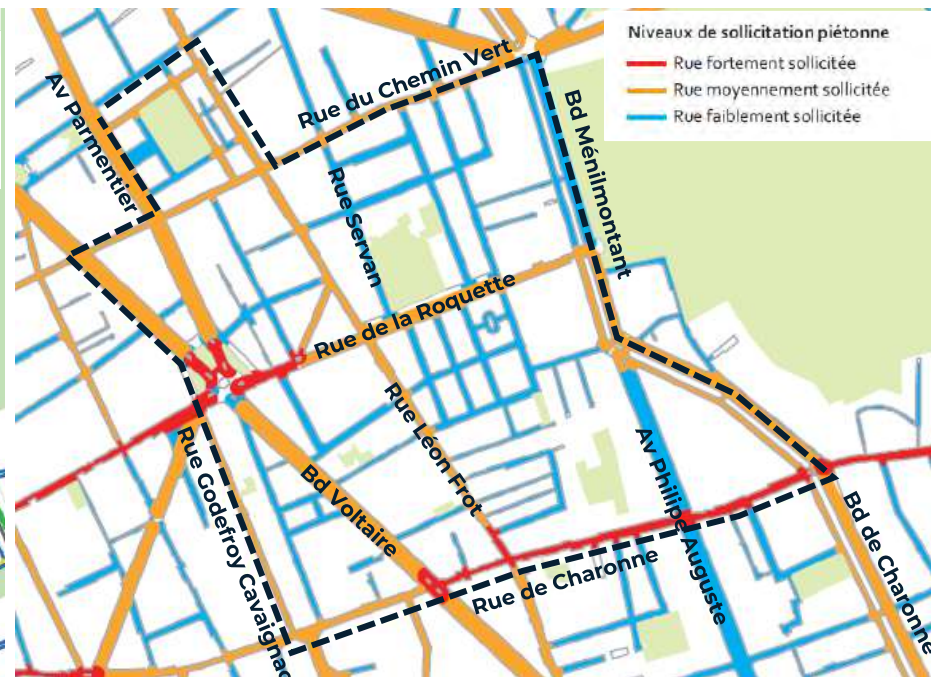 Niveaux de sollicitation piétonne
Rue fortement sollicitée
Rue moyennement sollicitée
Rue faiblement sollicitée
Av Parmentier
Rue du Chemin Vert
Bd Ménilmontant
Rue Servan
Rue de la Roquette
Rue Léon Frot
Rue Godefroy Cavaignac
Bd Voltaire
Av Philipe Auguste
Rue de Charonne
Bd de Charonne